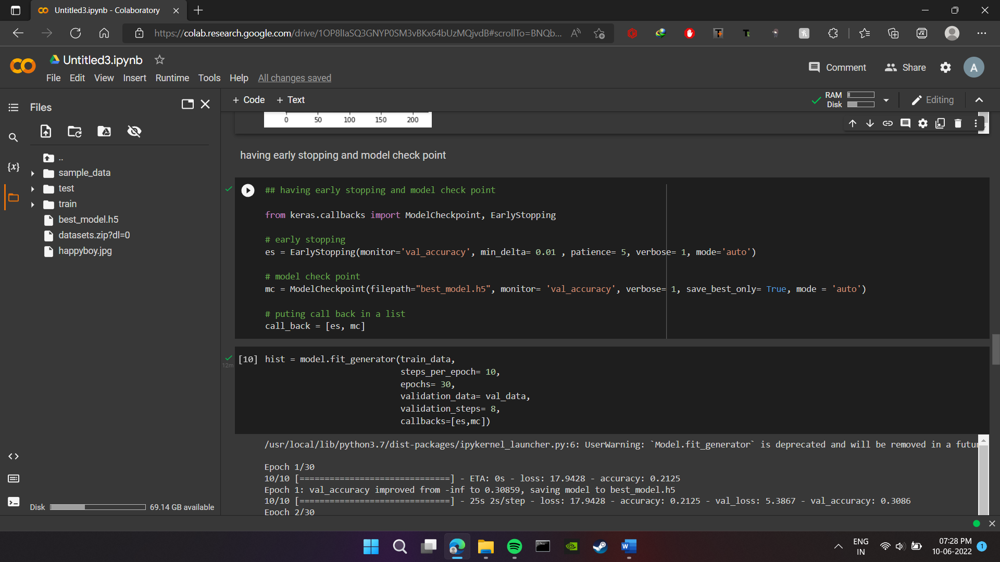 Untitled3.ipynb - Colaboratory
https://colab.research.google.com/drive/1OP8llaSQ3GNYP0SM3vBKx64bUzMQjvdB#scrollTo=BNQb...
Untitled3.ipynb
Comment
Share
A
File Edit View Insert Runtime Tools Help All changes saved
Files
+ Code + Text
RAM
Disk
Editing
0 50 100 150 200
..
sample_data
test
train
best_model.h5
datasets.zip?dl=0
happyboy.jpg
{x}
having early stopping and model check point
## having early stopping and model check point
from keras.callbacks import ModelCheckpoint, EarlyStopping
# early stopping
es = EarlyStopping(monitor='val_accuracy', min_delta= 0.01 , patience= 5, verbose= 1, mode='auto')
# model check point
mc = ModelCheckpoint(filepath="best_model.h5", monitor= 'val_accuracy', verbose= 1, save_best_only= True, mode = 'auto')
# puting call back in a list
call_back = [es, mc]
12m
[10] hist = model.fit_generator(train_data,
steps_per_epoch= 10,
epochs= 30,
validation_data= val_data,
validation_steps= 8,
callbacks=[es,mc])
/usr/local/lib/python3.7/dist-packages/ipykernel_launcher.py:6: UserWarning: `Model.fit_generator` is deprecated and will be removed in a futu
Epoch 1/30
10/10 [==============================] - ETA: 0s - loss: 17.9428 - accuracy: 0.2125
Epoch 1: val_accuracy improved from -inf to 0.30859, saving model to best_model.h5
10/10 [==============================] - 25s 2s/step - loss: 17.9428 - accuracy: 0.2125 - val_loss: 5.3867 - val_accuracy: 0.3086
Epoch 2/30
Disk 69.14 GB available
ENG
IN
07:28 PM
10-06-2022
1